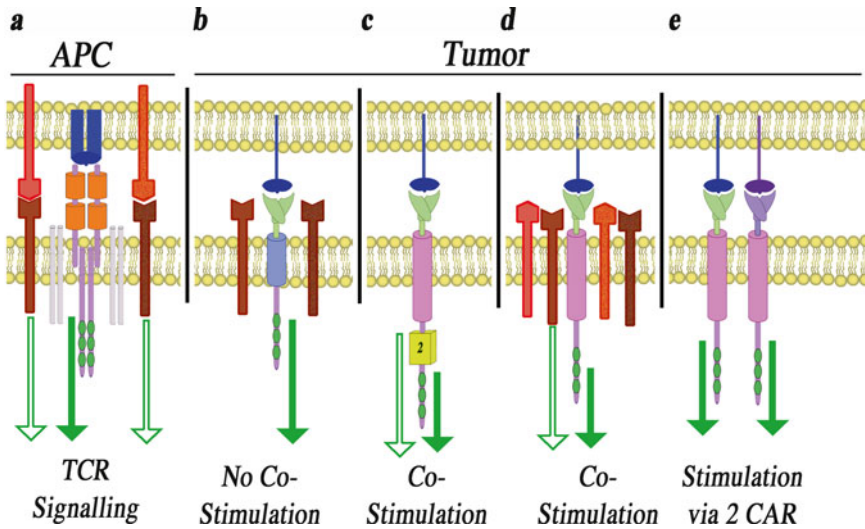 a b c d e
APC Tumor
2
TCR
Signalling
No Co-
Stimulation
Co-
Stimulation
Co-
Stimulation
Stimulation
via 2 CAR